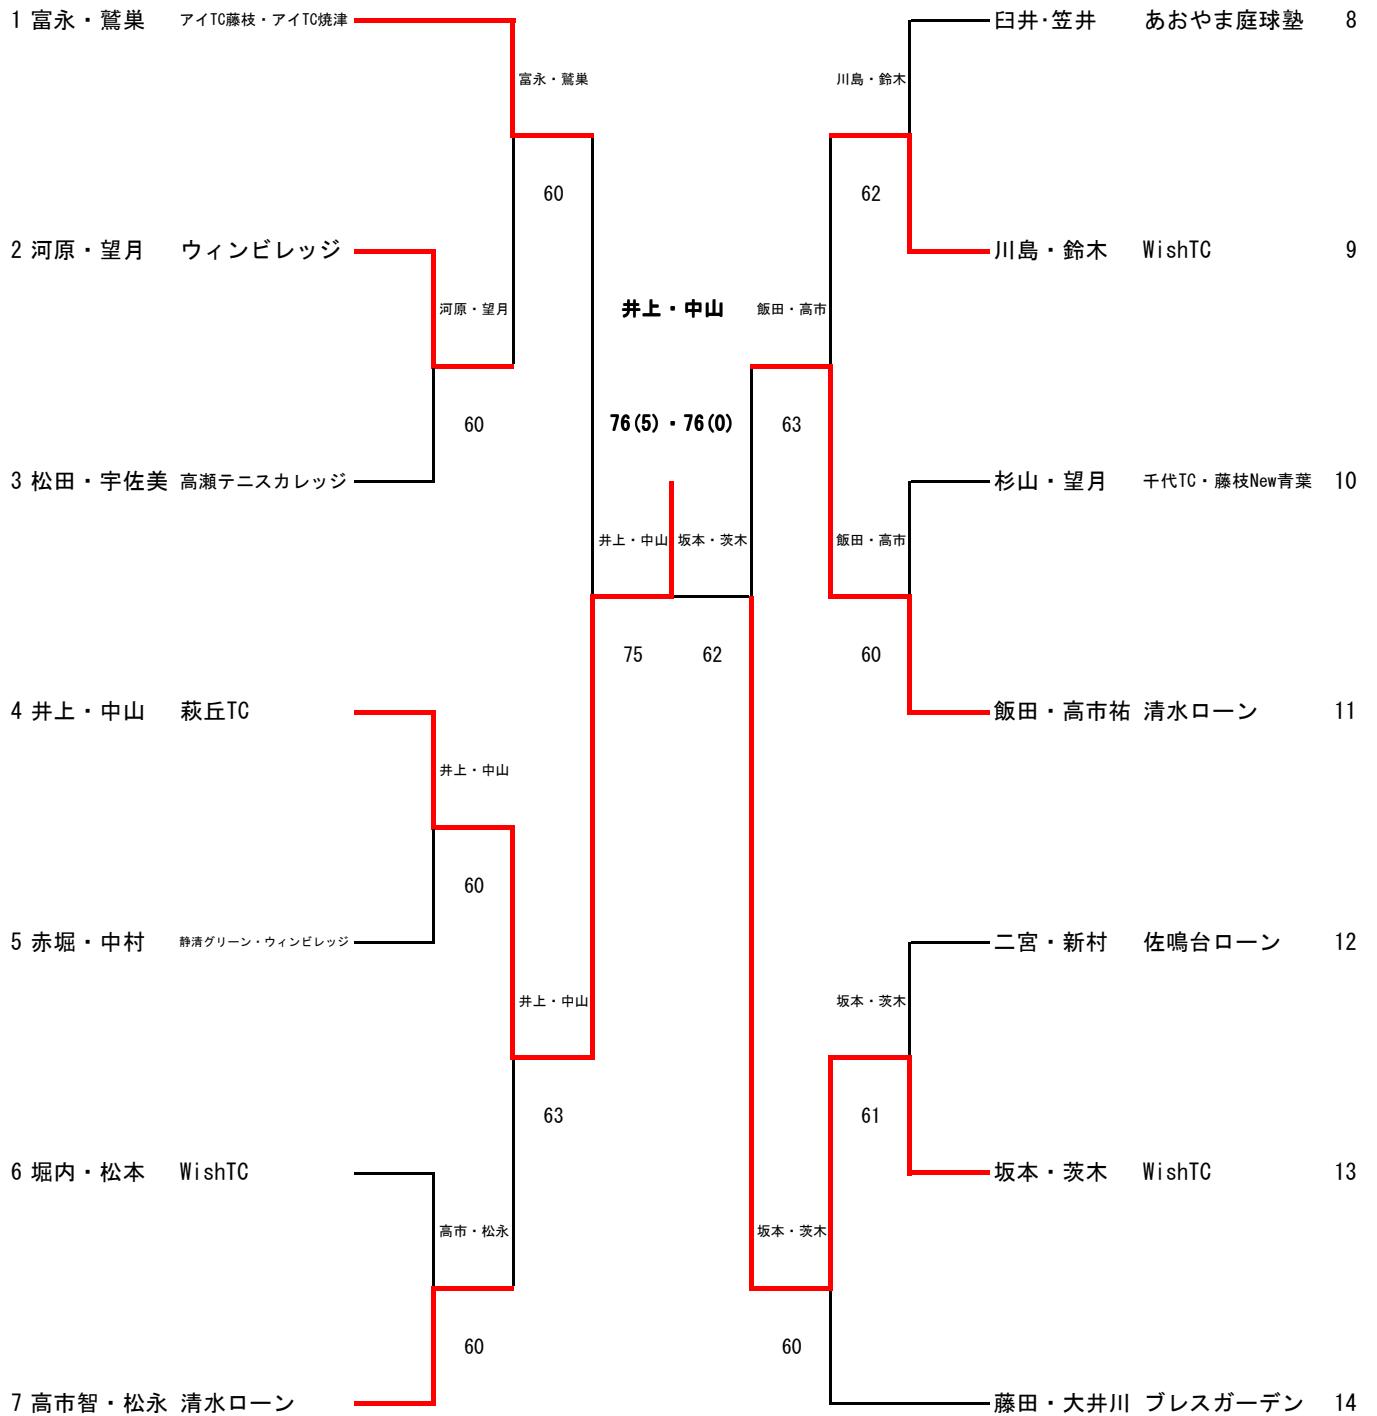 1 富永・鷲巣 アイTC藤枝・アイTC焼津
臼井･笠井 あおやま庭球塾 8
富永・鷲巣
川島・鈴木
60
62
2 河原・望月 ウィンビレッジ
川島・鈴木 WishTC 9
河原・望月
井上・中山
飯田・高市
60
76(5)・76(0)
63
3 松田・宇佐美 高瀬テニスカレッジ
杉山・望月 千代TC・藤枝New青葉 10
井上・中山
坂本・茨木
飯田・高市
75
62
60
4 井上・中山 萩丘TC
飯田・高市祐 清水ローン 11
井上・中山
60
5 赤堀・中村 静清グリーン・ウィンビレッジ
二宮・新村 佐鳴台ローン 12
井上・中山
坂本・茨木
63
61
6 堀内・松本 WishTC
坂本・茨木 WishTC 13
高市・松永
坂本・茨木
60
60
7 高市智・松永 清水ローン
藤田・大井川 ブレスガーデン 14